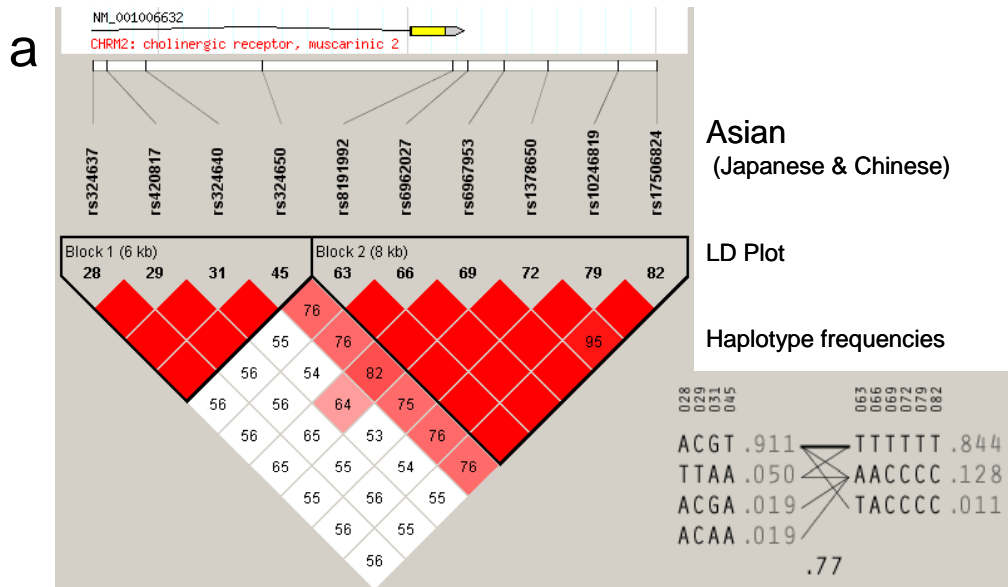 a
NM_001006632
CHRM2: cholinergic receptor, muscarinic 2
rs324637
rs420817
rs324640
rs324650
rs8191992
rs6962027
rs6967953
rs1378650
rs10246819
rs17506824
Asian
(Japanese & Chinese)
Block 1 (6 kb) Block 2 (8 kb)
LD Plot
28 29 31 45 63 66 69 72 79 82
76
55 76 95
Haplotype frequencies
56 54 82
56 56 64 75
56 65 53 76
65 55 54 76
55 56 55
56 55
56
028 029 031 045 063 066 069 072 079 082
ACGT .911 TTTTTT .844
TTAA .050 AACCCC .128
ACGA .019 TACCCC .011
ACAA .019
.77